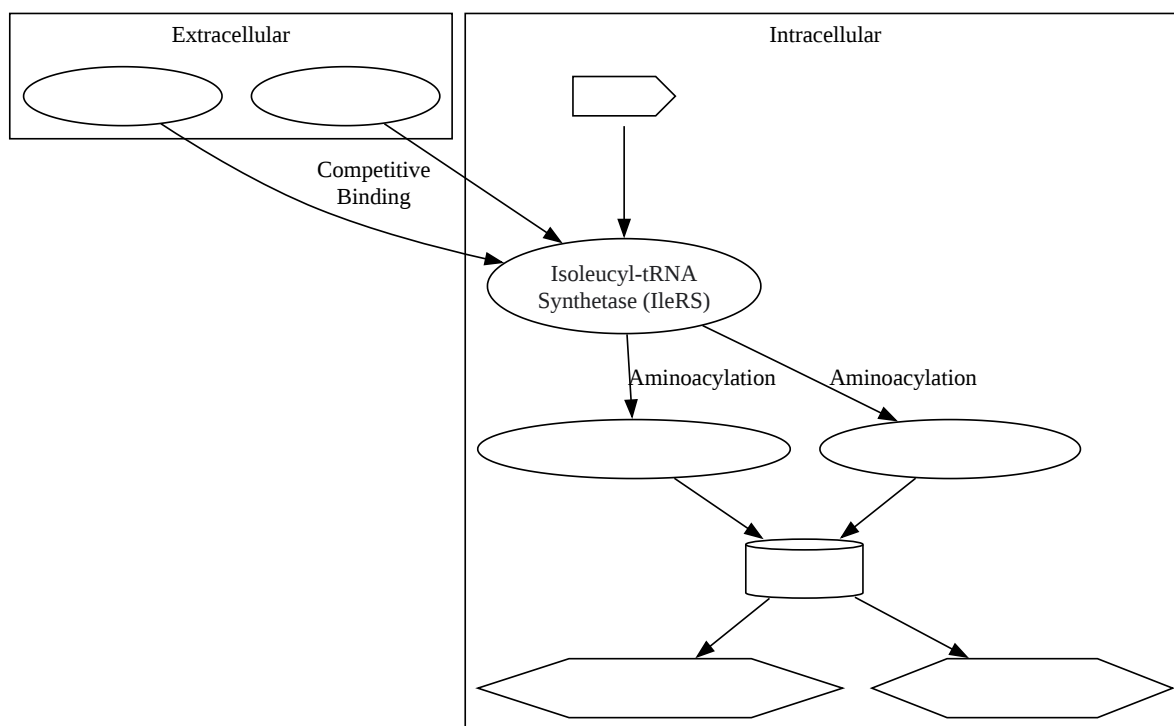 Extracellular
Intracellular
Competitive
Binding
Isoleucyl-tRNA
Synthetase (IleRS)
Aminoacylation
Aminoacylation